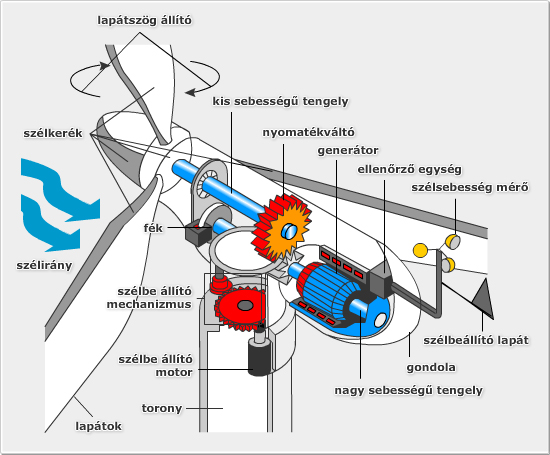 lapátszög állító
kis sebességű tengely
szélkerék
nyomatékváltó
generátor
ellenőrző egység
szélsebesség mérő
fék
szélirány
szélbe állító
mechanizmus
szélbeállító lapát
szélbe állító
motor
gondola
nagy sebességű tengely
torony
lapátok